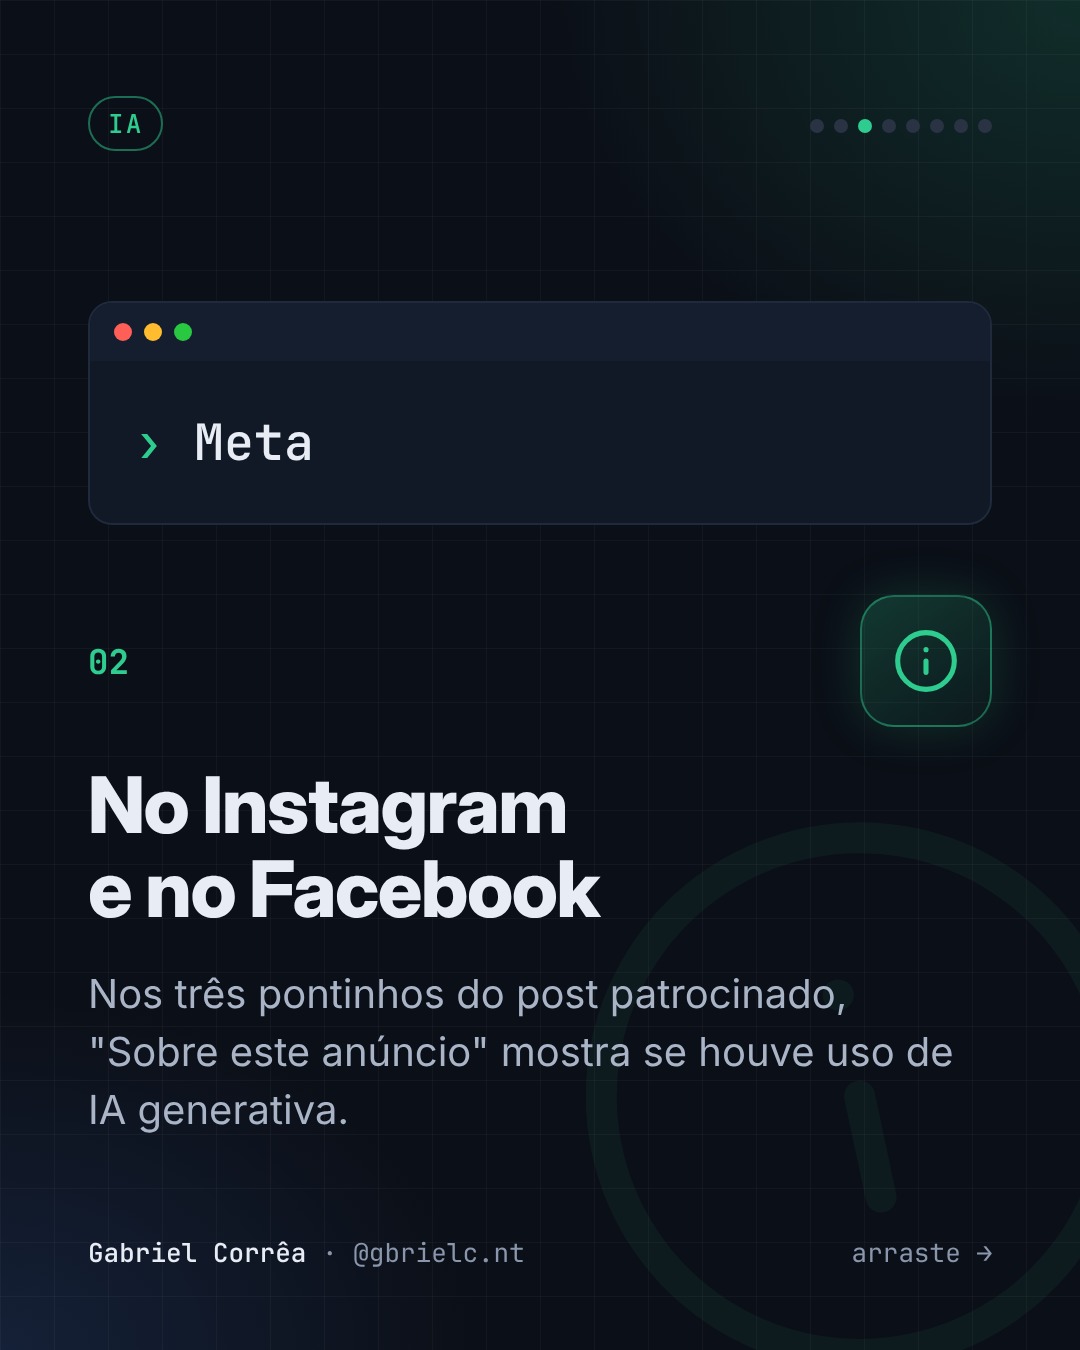 IA
› Meta
02
No Instagram
e no Facebook
Nos três pontinhos do post patrocinado,
"Sobre este anúncio" mostra se houve uso de
IA generativa.
Gabriel Corrêa · @gbrielc.nt
arraste →